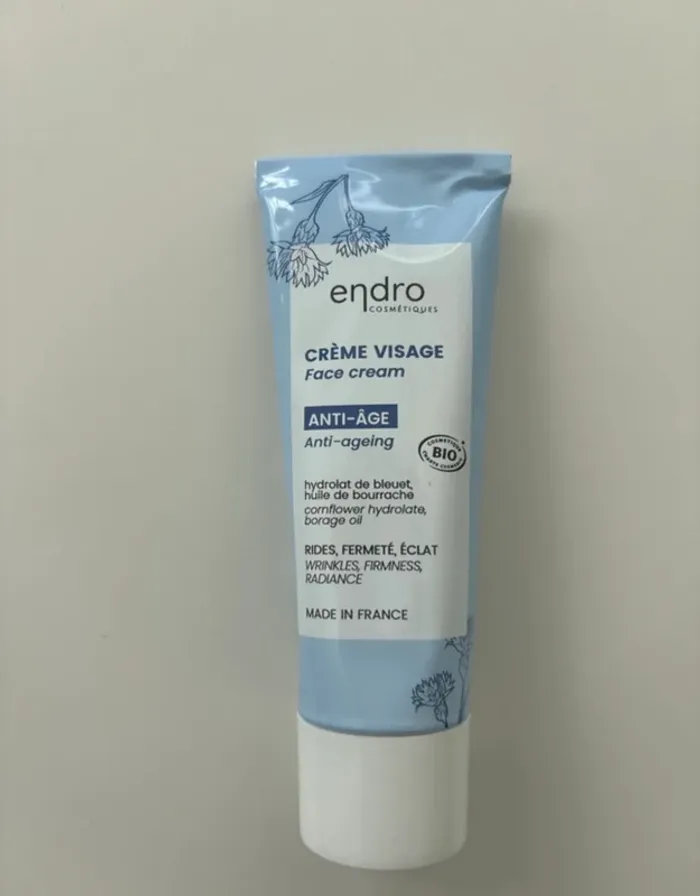 endro
COSMÉTIQUES
CRÈME VISAGE
Face cream
ANTI-ÂGE
Anti-ageing
COSMÉTIQUE
BIO
hydrolat de bleuet,
huile de bourrache
cornflower hydrolate,
borage oil
RIDES, FERMETÉ, ÉCLAT
WRINKLES, FIRMNESS,
RADIANCE
MADE IN FRANCE